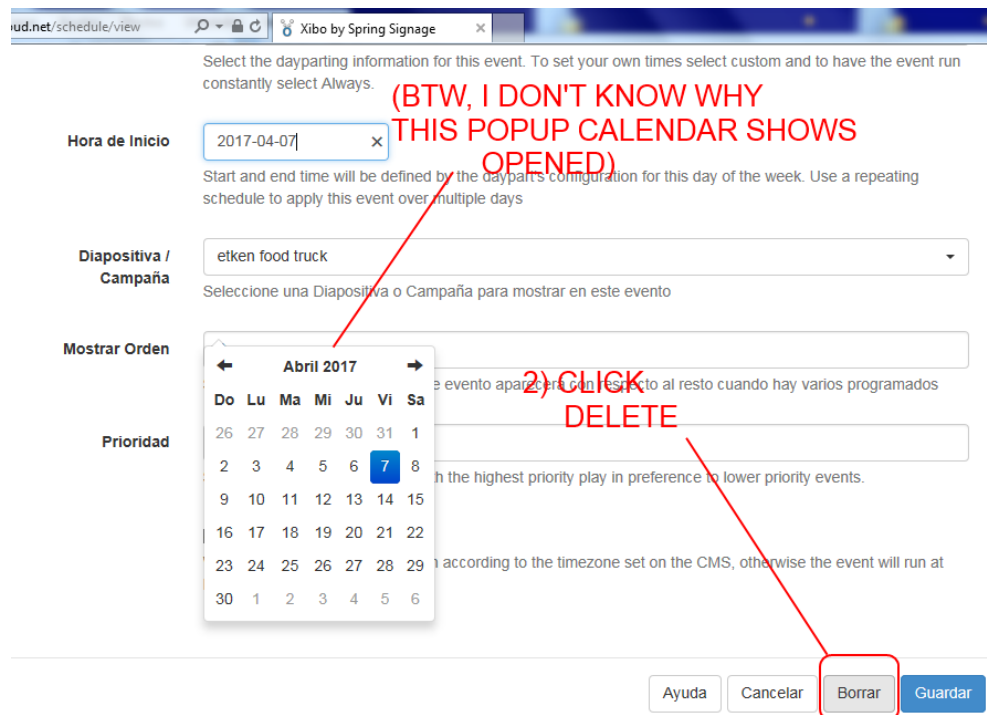 oud.net/schedule/view
Xibo by Spring Signage
Select the dayparting information for this event. To set your own times select custom and to have the event run
constantly select Always.
(BTW, I DON'T KNOW WHY
THIS POPUP CALENDAR SHOWS
OPENED)
Hora de Inicio
2017-04-07
Start and end time will be defined by the daypart's configuration for this day of the week. Use a repeating
schedule to apply this event over multiple days
Diapositiva /
Campaña
etken food truck
Seleccione una Diapositiva o Campaña para mostrar en este evento
Mostrar Orden
e evento aparecerá con respecto al resto cuando hay varios programados
2) CLICK
DELETE
Prioridad
h the highest priority play in preference to lower priority events.
n according to the timezone set on the CMS, otherwise the event will run at
Abril 2017
Do Lu Ma Mi Ju Vi Sa
26 27 28 29 30 31 1
2 3 4 5 6 7 8
9 10 11 12 13 14 15
16 17 18 19 20 21 22
23 24 25 26 27 28 29
30 1 2 3 4 5 6
Ayuda Cancelar Borrar Guardar